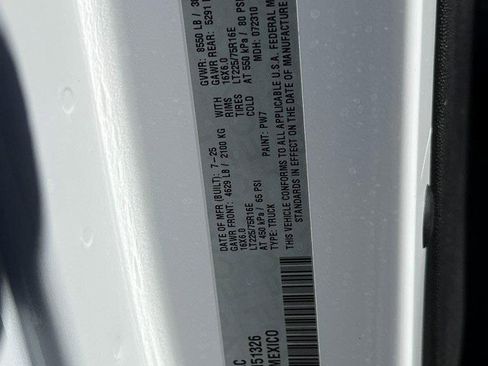 DATE OF MFR (BUILT): 7-25 GVWR: 8550 LB /
GAWR FRONT: 4629 LB / 2100 KG WITH GAWR REAR: 5291
16X6.0 RIMS 16X6.0
LT225/75R16E TIRES LT225/75R16E
AT 450 kPa / 65 PSI COLD AT 550 kPa / 80 PSI
TYPE: TRUCK PAINT: PW7 MDH: 072310
THIS VEHICLE CONFORMS TO ALL APPLICABLE U.S.A. FEDERAL
STANDARDS IN EFFECT ON THE DATE OF MANUFACTURE
C
51326
MEXICO